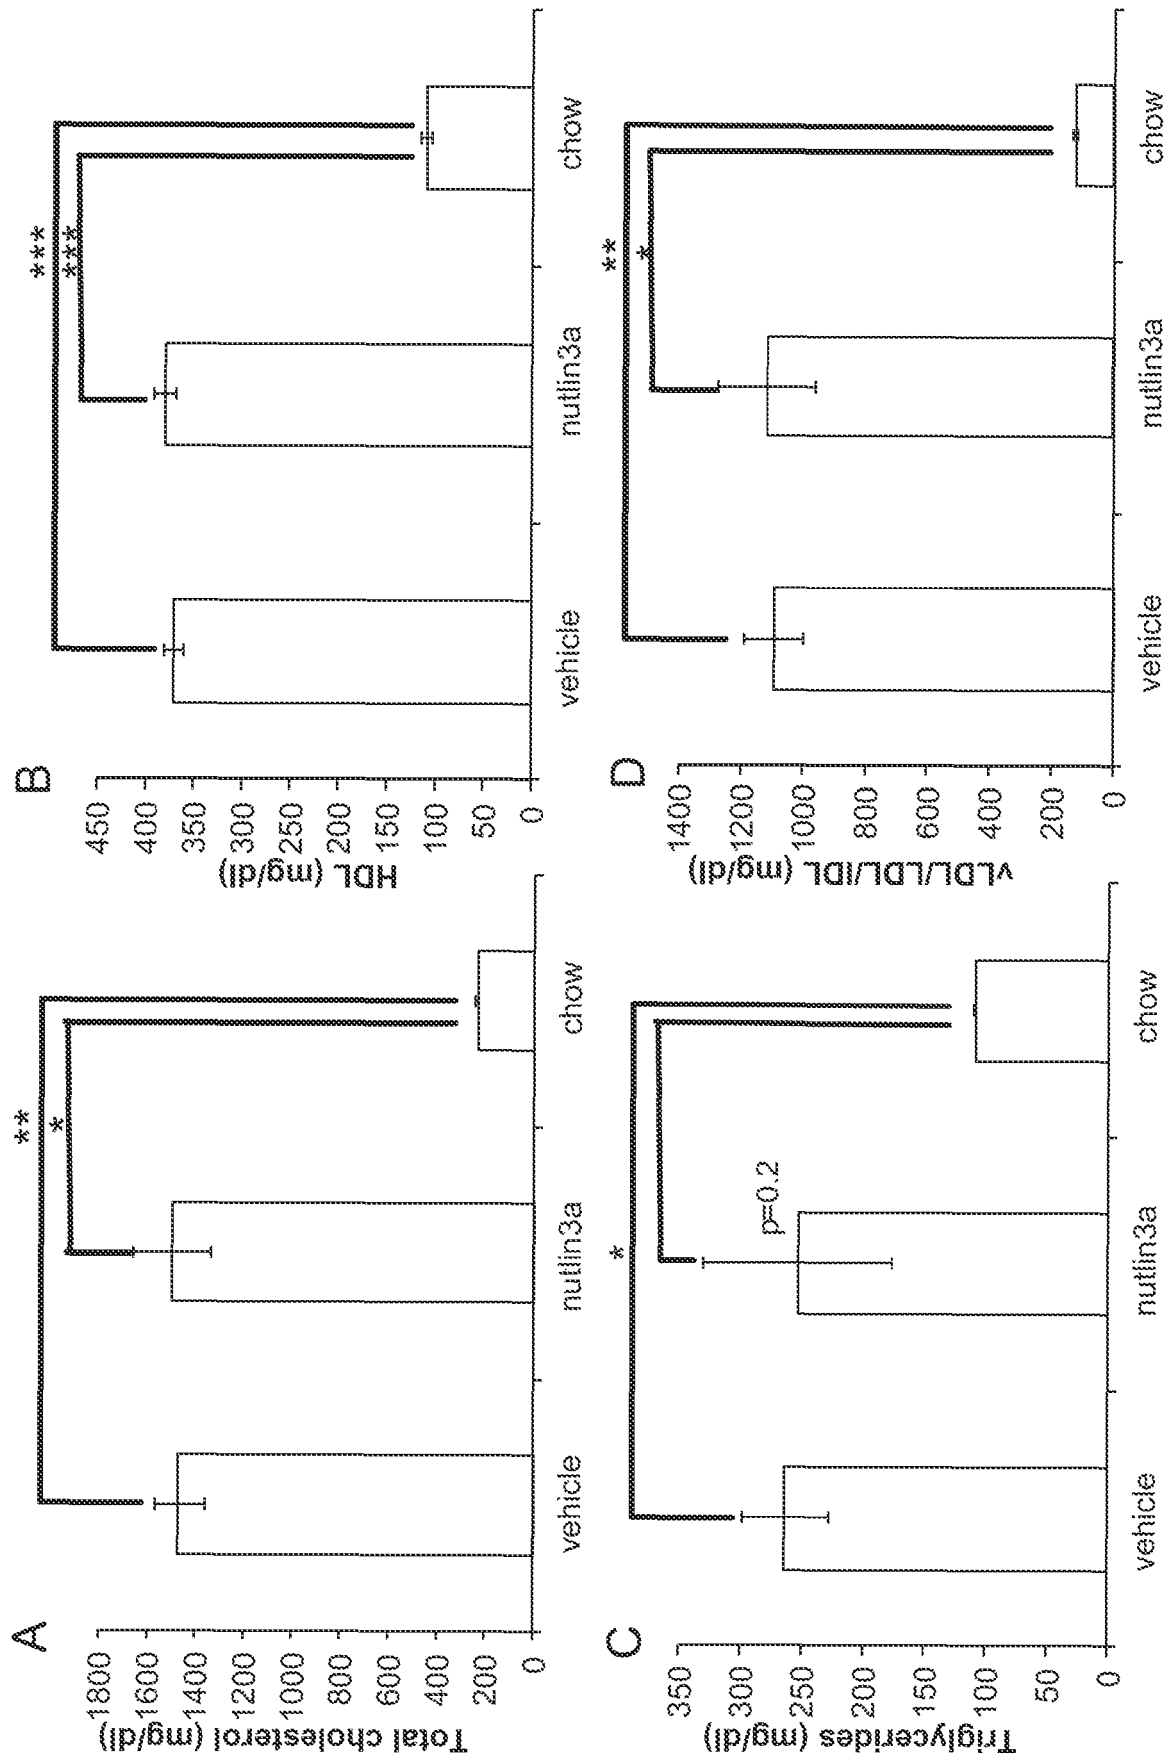 A
Total cholesterol (mg/dl)
1800
1600
1400
1200
1000
800
600
400
200
0
**
*
vehicle
nutlin3a
chow
B
HDL (mg/dl)
450
400
350
300
250
200
150
100
50
0
***
***
vehicle
nutlin3a
chow
C
Triglycerides (mg/dl)
350
300
250
200
150
100
50
0
*
p=0.2
vehicle
nutlin3a
chow
D
vLDL/LDL/IDL (mg/dl)
1400
1200
1000
800
600
400
200
0
**
*
vehicle
nutlin3a
chow